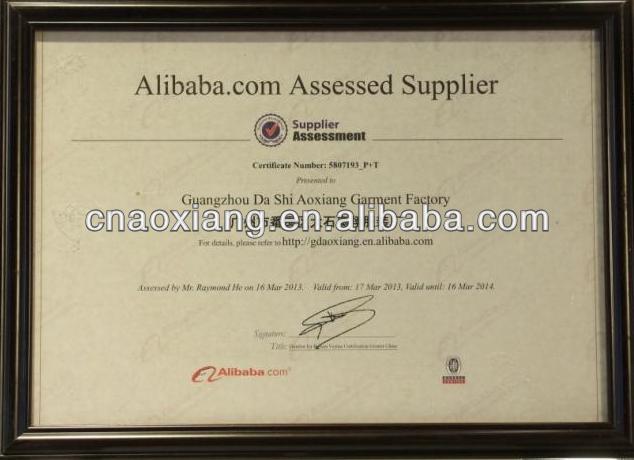 Alibaba.com Assessed Supplier
Supplier
Assessment
Certificate Number: 5807193_P+T
Presented to
Guangzhou Da Shi Aoxiang Garment Factory
cnaoxiang.en.alibaba.com
For details, please refer to http://gdaoxiang.en.alibaba.com
Assessed by Mr. Raymond He on 16 Mar 2013. Valid from: 17 Mar 2013, Valid until: 16 Mar 2014.
Signature:
Title:
Alibaba.com®